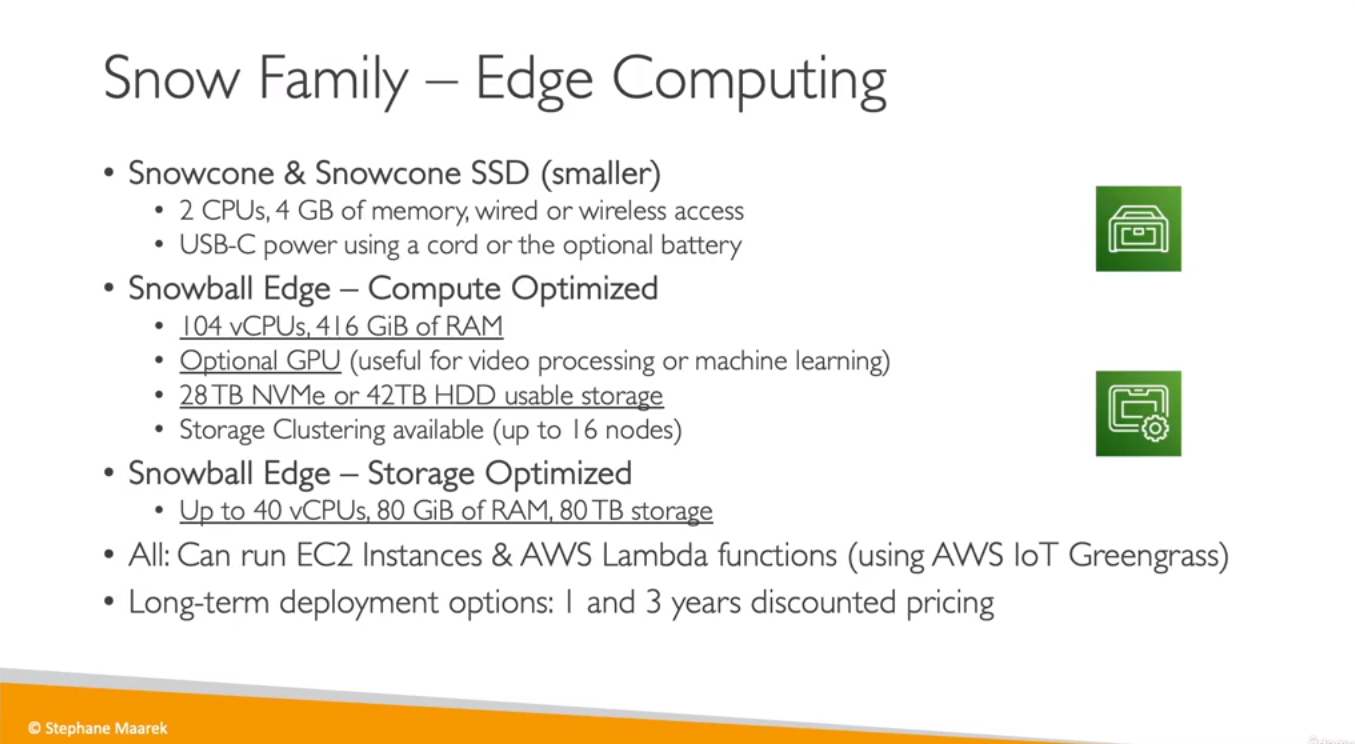 Snow Family – Edge Computing
• Snowcone & Snowcone SSD (smaller)
• 2 CPUs, 4 GB of memory, wired or wireless access
• USB-C power using a cord or the optional battery
• Snowball Edge – Compute Optimized
• 104 vCPUs, 416 GiB of RAM
• Optional GPU (useful for video processing or machine learning)
• 28 TB NVMe or 42TB HDD usable storage
• Storage Clustering available (up to 16 nodes)
• Snowball Edge – Storage Optimized
• Up to 40 vCPUs, 80 GiB of RAM, 80 TB storage
• All: Can run EC2 Instances & AWS Lambda functions (using AWS IoT Greengrass)
• Long-term deployment options: 1 and 3 years discounted pricing
© Stephane Maarek